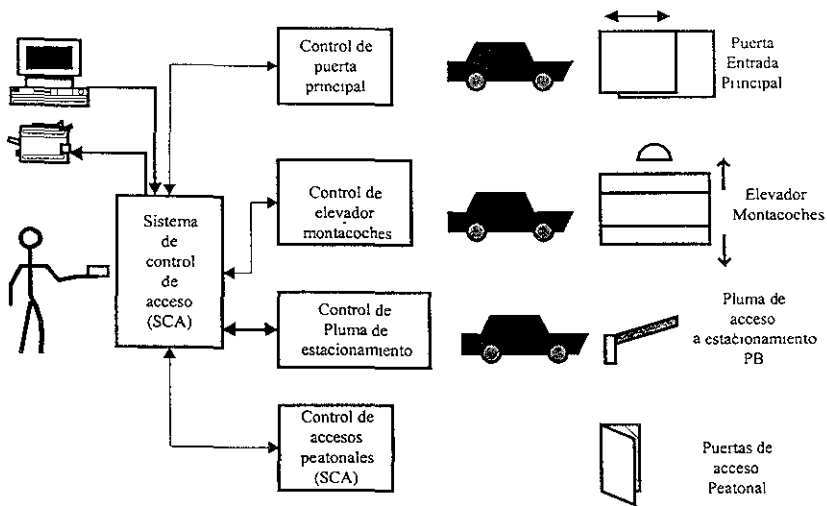 Control de
puerta
principal
Puerta
Entrada
Principal
Control de
elevador
montacoches
Elevador
Montacoches
Sistema
de
control
de
acceso
(SCA)
Control de
Pluma de
estacionamiento
Pluma de
acceso
a estacionamiento
PB
Control de
accesos
peatonales
(SCA)
Puertas de
acceso
Peatonal